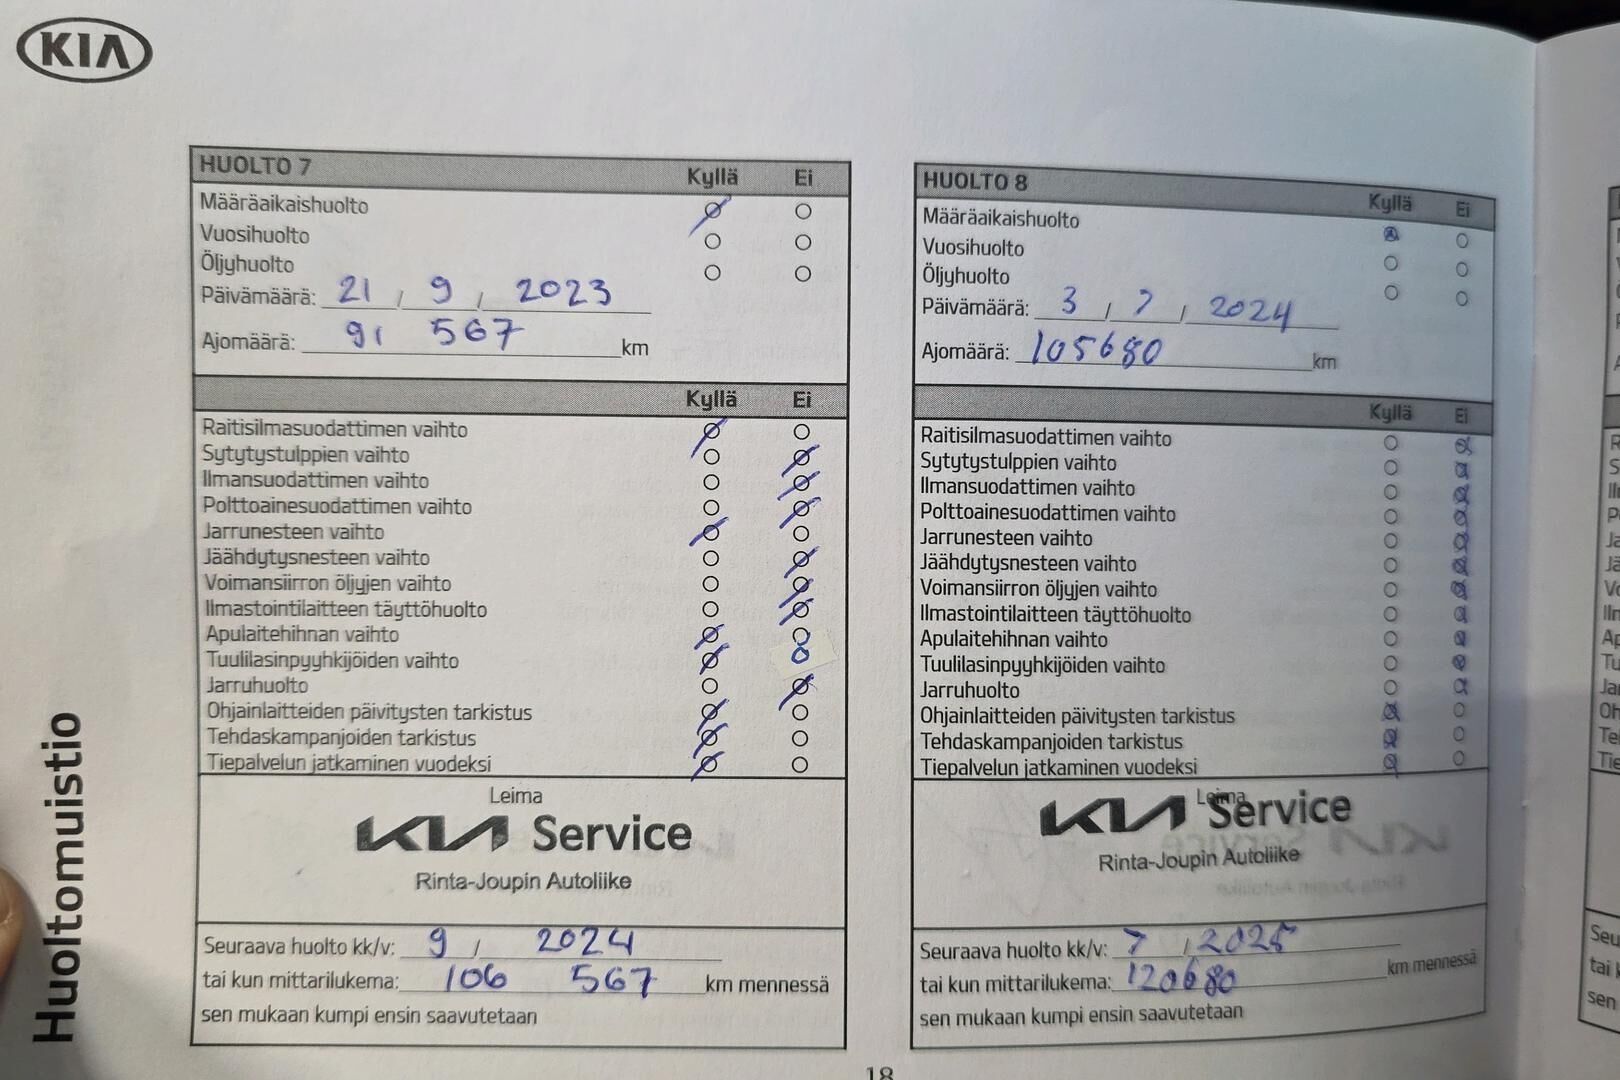 KIA
Huoltomuistio
HUOLTO 7 Kyllä Ei
Määräaikaishuolto
Vuosihuolto
Öljyhuolto
Päivämäärä: 21 / 9 / 2023
Ajomäärä: 91 567 km
Kyllä Ei
Raitisilmasuodattimen vaihto
Sytytystulppien vaihto
Ilmansuodattimen vaihto
Polttoainesuodattimen vaihto
Jarrunesteen vaihto
Jäähdytysnesteen vaihto
Voimansiirron öljyjen vaihto
Ilmastointilaitteen täyttöhuolto
Apulaitehihnan vaihto
Tuulilasinpyyhkijöiden vaihto
Jarruhuolto
Ohjainlaitteiden päivitysten tarkistus
Tehdaskampanjoiden tarkistus
Tiepalvelun jatkaminen vuodeksi
Leima
KIA Service
Rinta-Joupin Autoliike
Seuraava huolto kk/v: 9 / 2024
tai kun mittarilukema: 106 567 km mennessä
sen mukaan kumpi ensin saavutetaan
HUOLTO 8 Kyllä Ei
Määräaikaishuolto
Vuosihuolto
Öljyhuolto
Päivämäärä: 3 / 7 / 2024
Ajomäärä: 105680 km
Kyllä Ei
Raitisilmasuodattimen vaihto
Sytytystulppien vaihto
Ilmansuodattimen vaihto
Polttoainesuodattimen vaihto
Jarrunesteen vaihto
Jäähdytysnesteen vaihto
Voimansiirron öljyjen vaihto
Ilmastointilaitteen täyttöhuolto
Apulaitehihnan vaihto
Tuulilasinpyyhkijöiden vaihto
Jarruhuolto
Ohjainlaitteiden päivitysten tarkistus
Tehdaskampanjoiden tarkistus
Tiepalvelun jatkaminen vuodeksi
Leima
KIA Service
Rinta-Joupin Autoliike
Seuraava huolto kk/v: 7 / 2025
tai kun mittarilukema: 120680 km mennessä
sen mukaan kumpi ensin saavutetaan
18